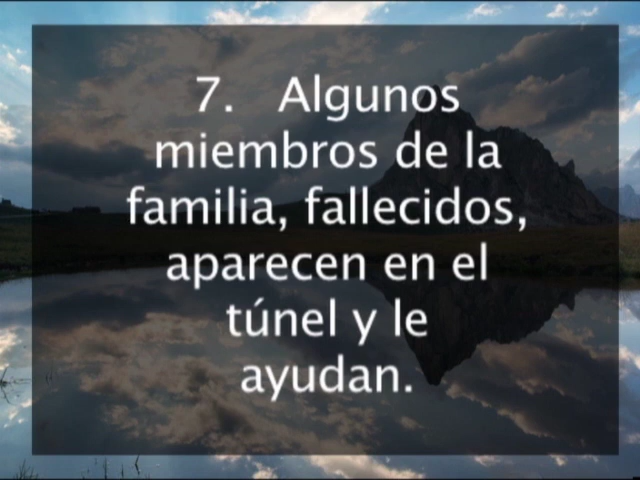 7. Algunos
miembros de la
familia, fallecidos,
aparecen en el
túnel y le
ayudan.